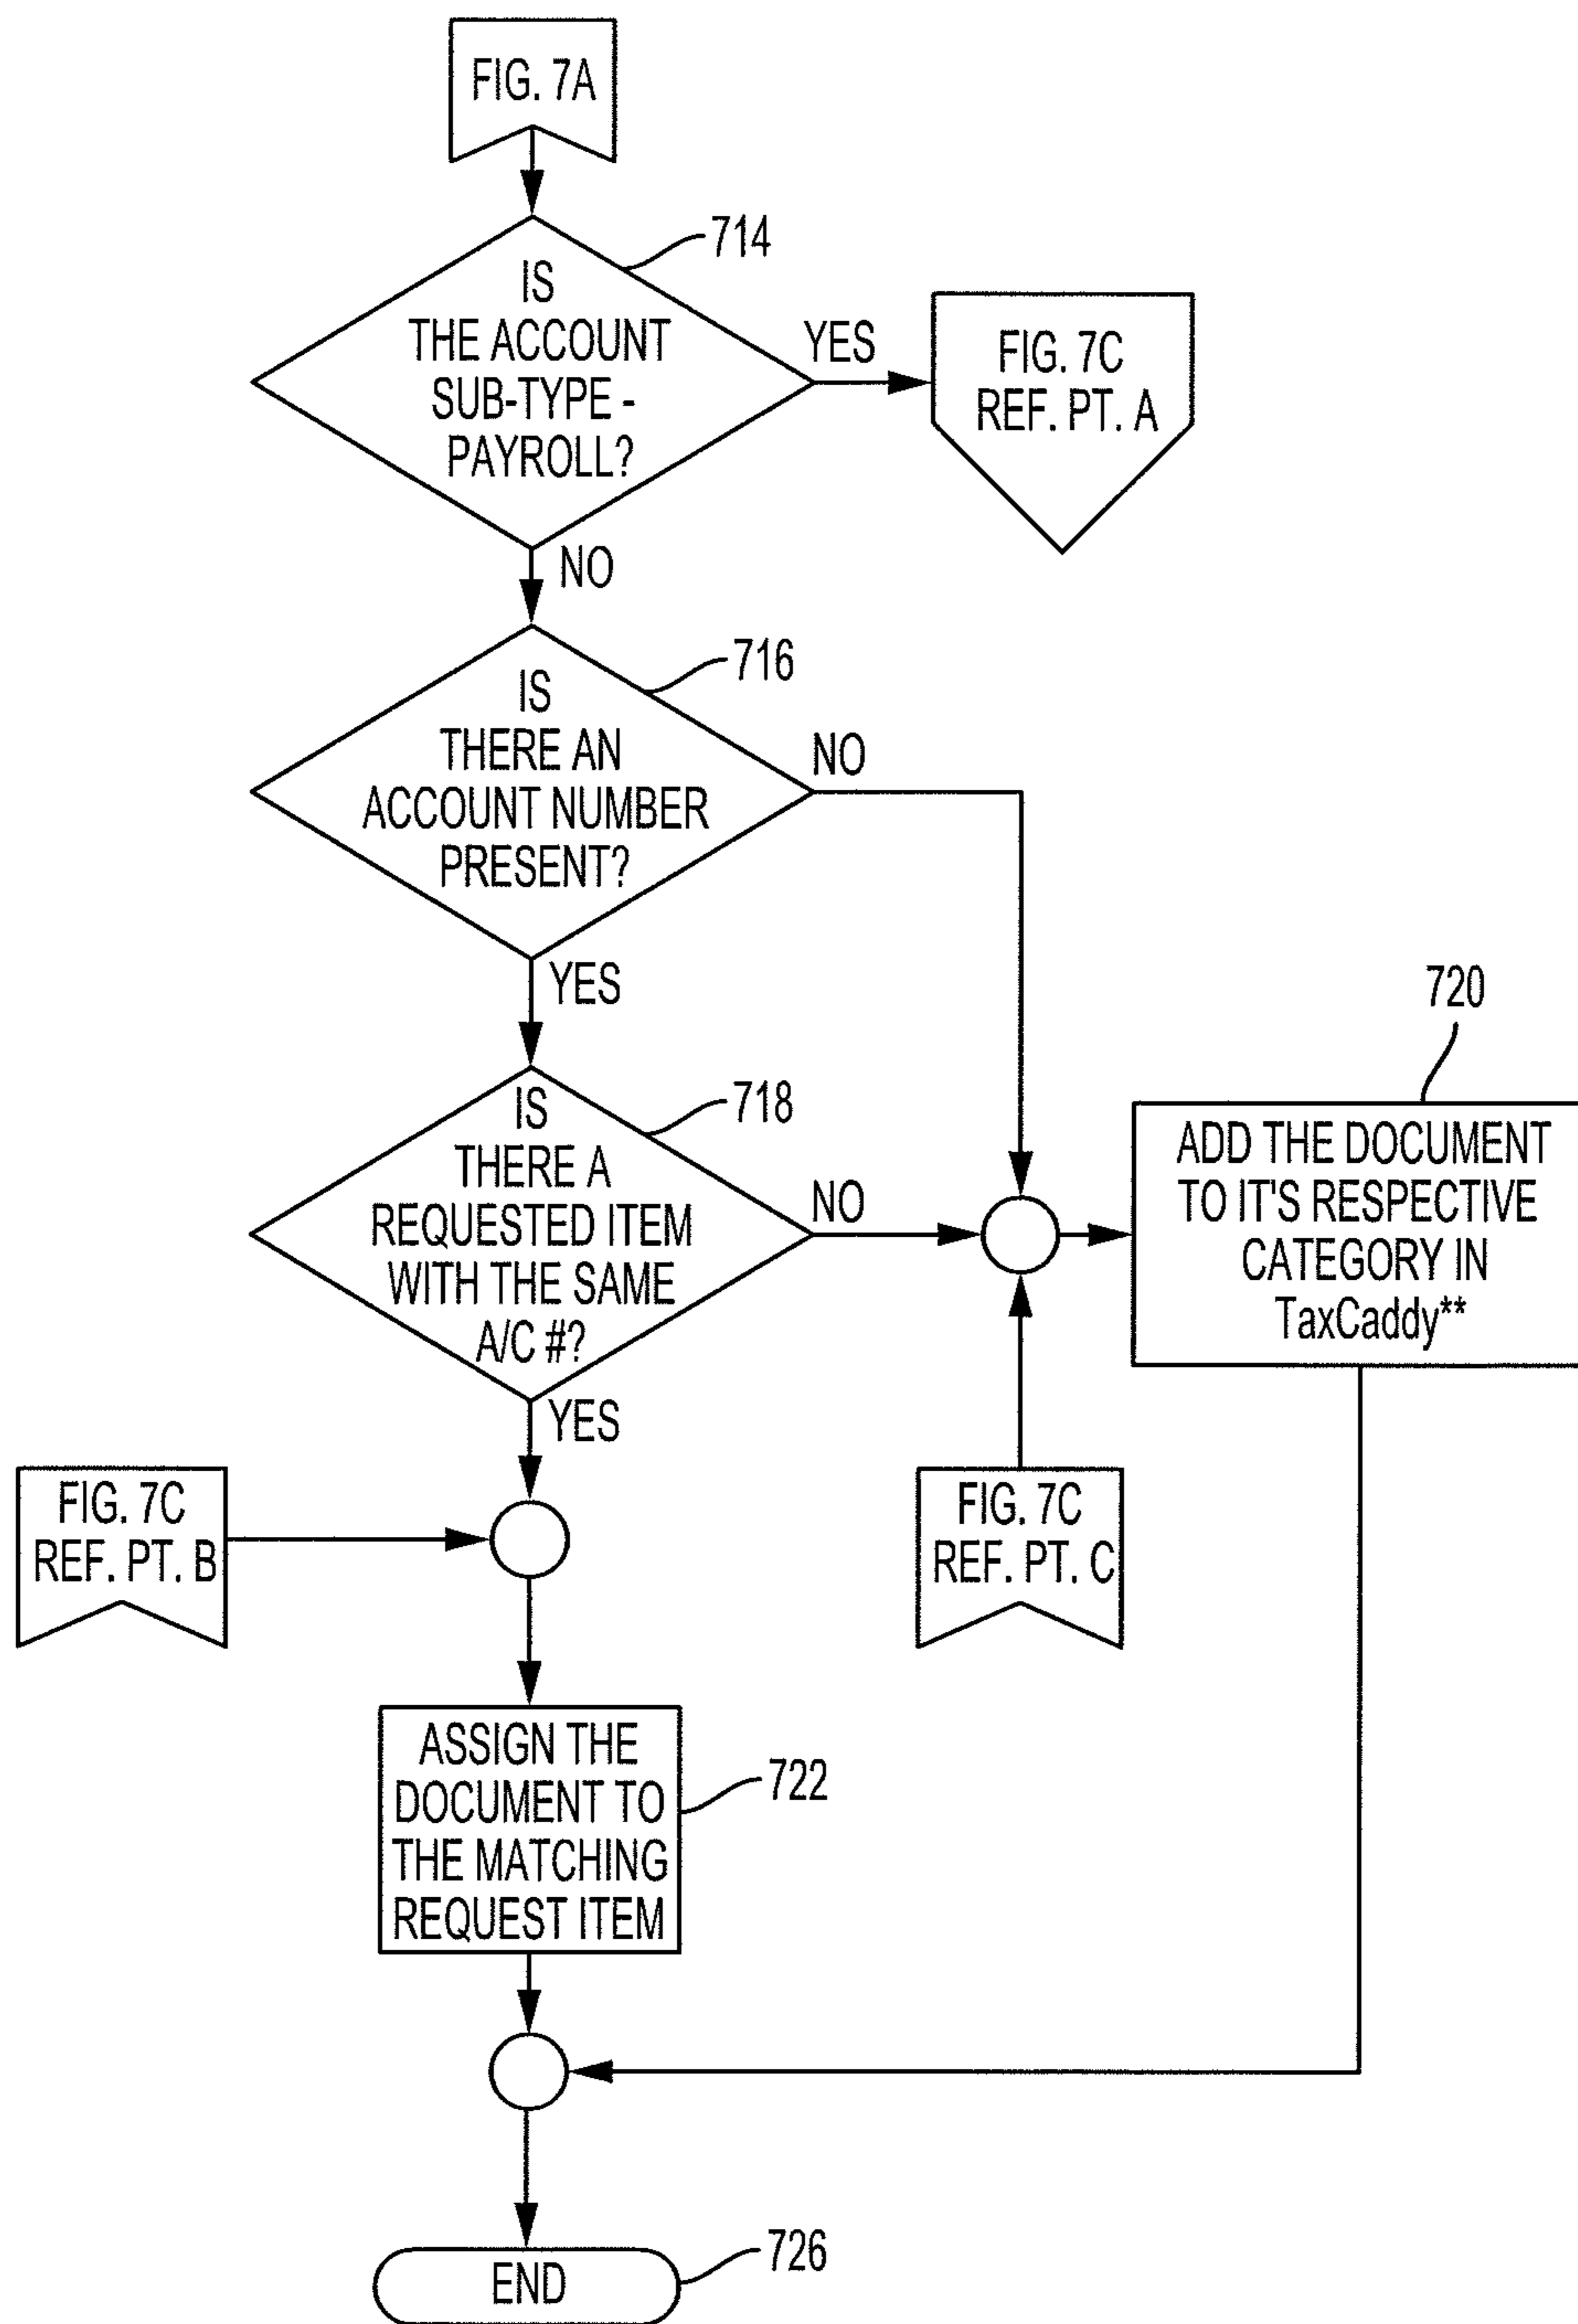 FIG. 7A
714
IS
THE ACCOUNT
SUB-TYPE -
PAYROLL?
YES
FIG. 7C
REF. PT. A
NO
716
IS
THERE AN
ACCOUNT NUMBER
PRESENT?
NO
YES
718
IS
THERE A
REQUESTED ITEM
WITH THE SAME
A/C #?
NO
720
ADD THE DOCUMENT
TO IT'S RESPECTIVE
CATEGORY IN
TaxCaddy**
YES
FIG. 7C
REF. PT. B
FIG. 7C
REF. PT. C
ASSIGN THE
DOCUMENT TO
THE MATCHING
REQUEST ITEM
722
END
726